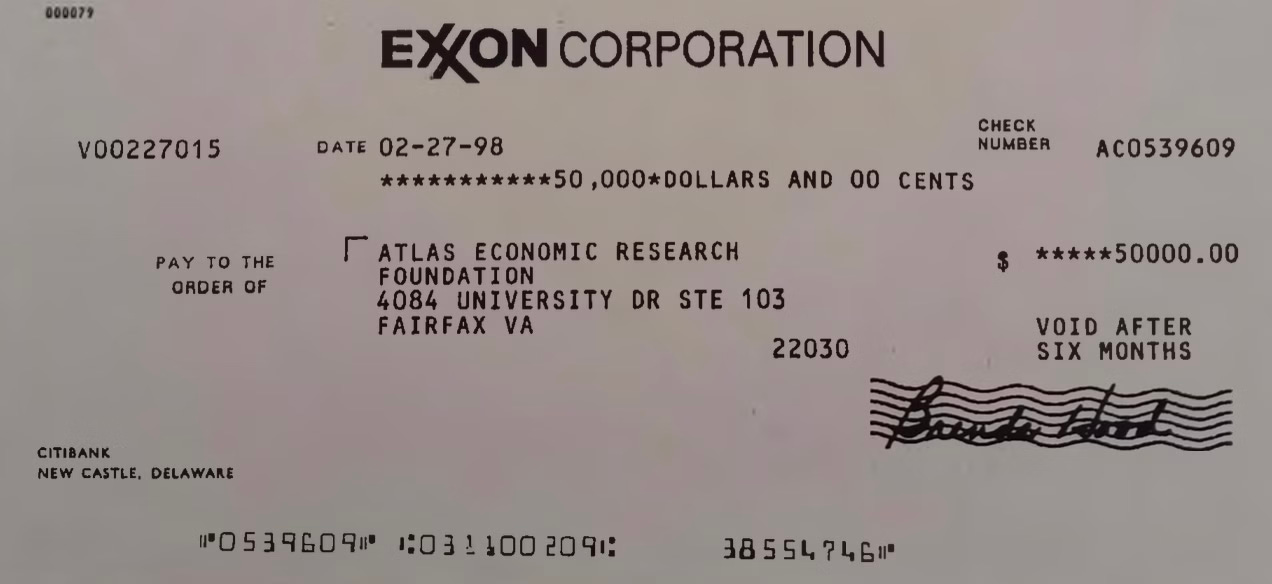 000079
EXXON CORPORATION
V00227015 DATE 02-27-98 CHECK NUMBER AC0539609
***********50,000*DOLLARS AND 00 CENTS
PAY TO THE ORDER OF
ATLAS ECONOMIC RESEARCH
FOUNDATION
4084 UNIVERSITY DR STE 103
FAIRFAX VA
22030
$ *****50000.00
VOID AFTER
SIX MONTHS
Brenda Hood
CITIBANK
NEW CASTLE, DELAWARE
⑈0539609⑈ ⑆031100209⑆ 38554746⑈